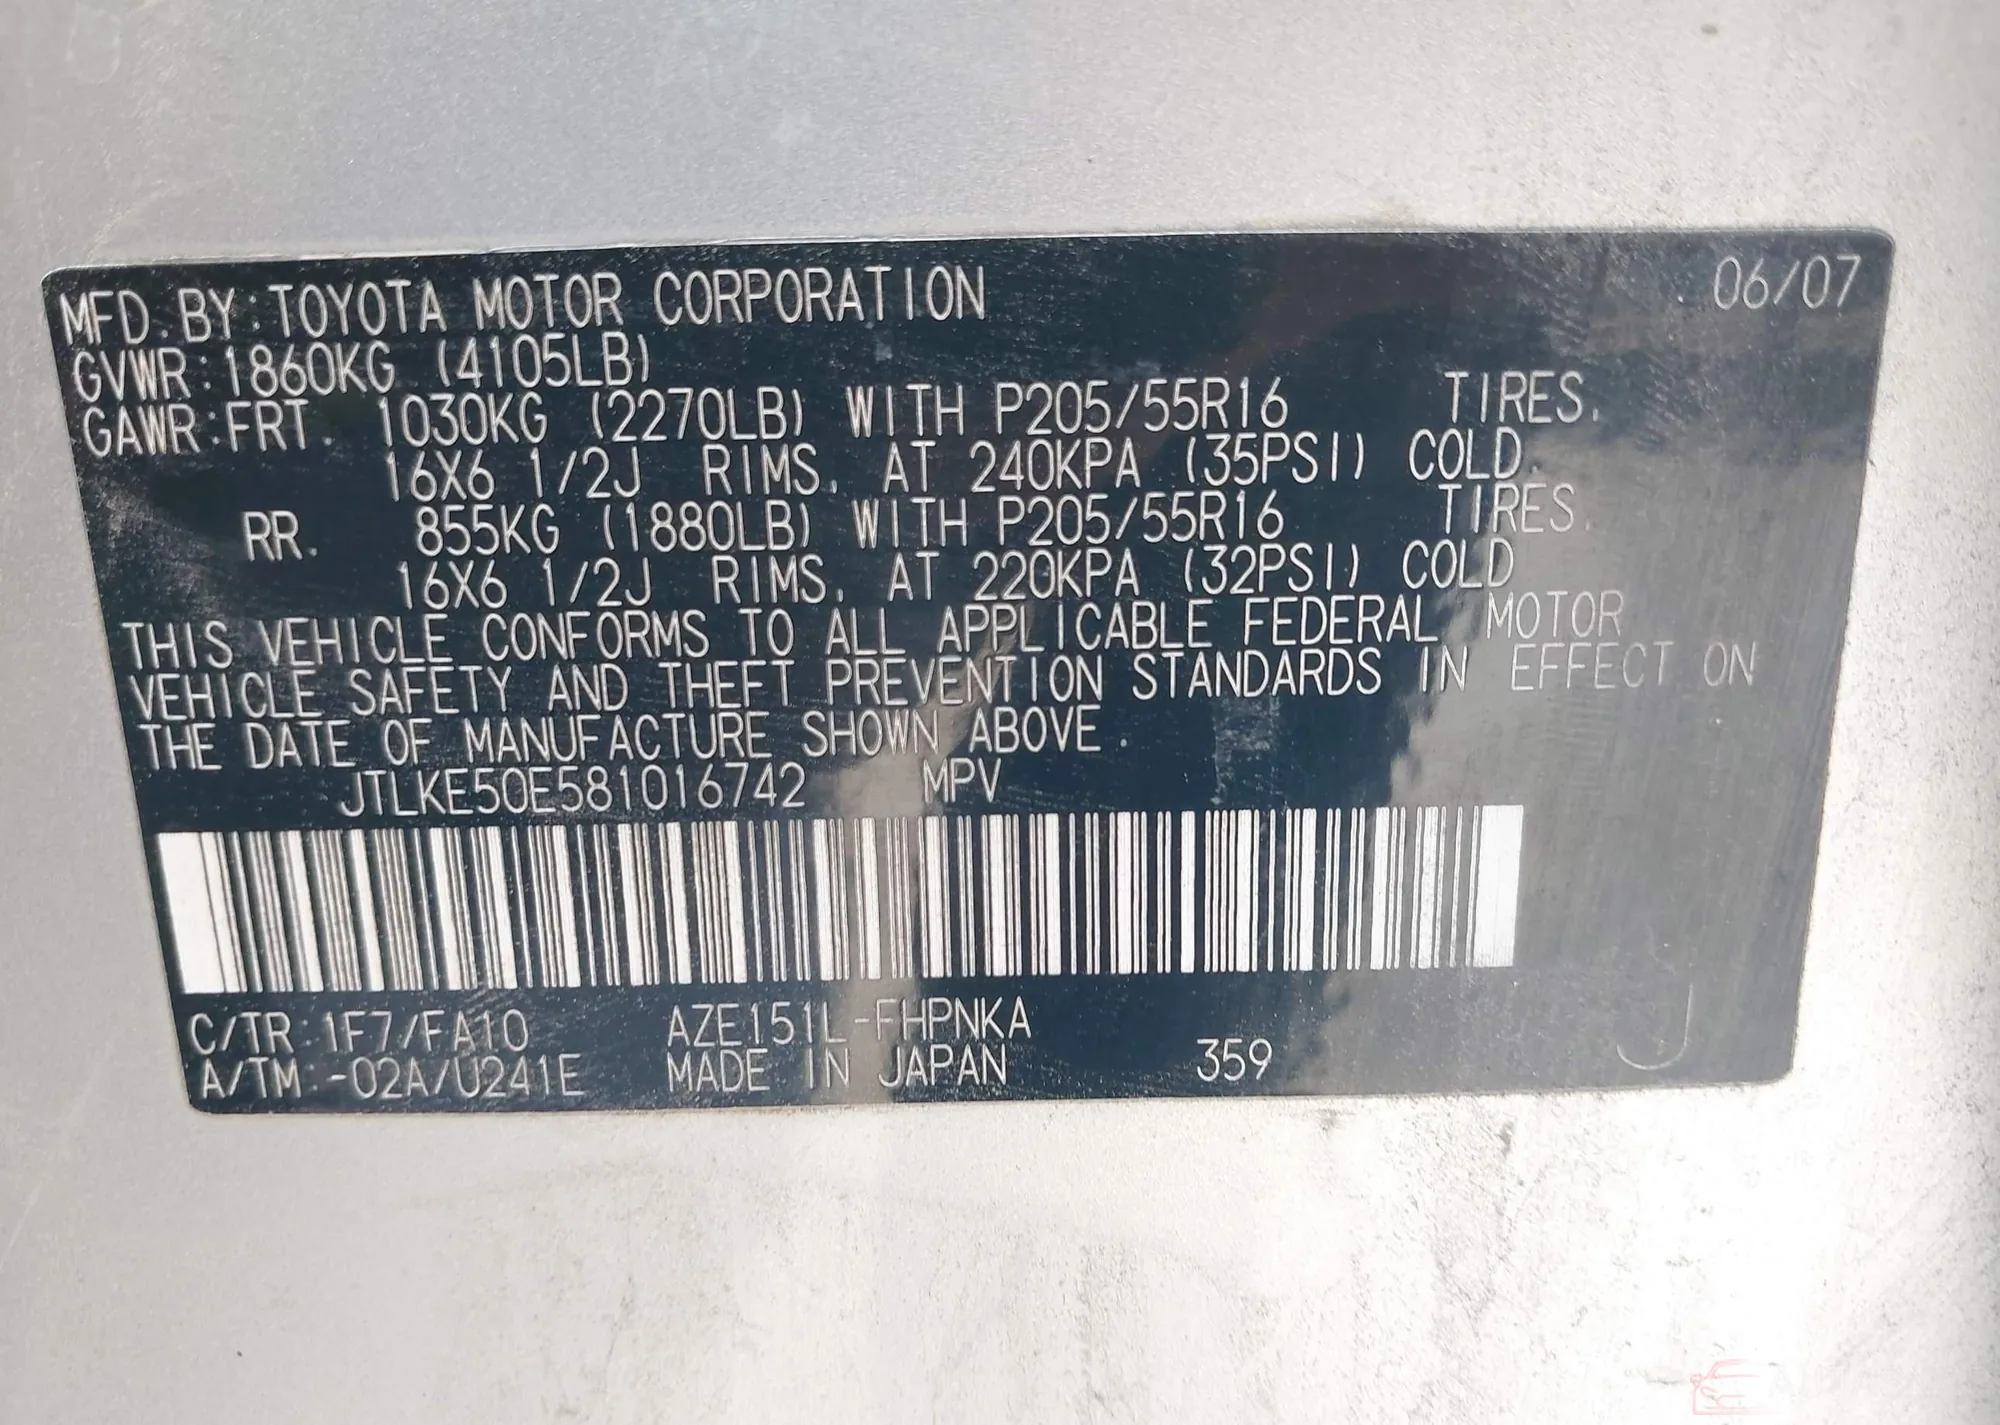 06/07
MFD. BY: TOYOTA MOTOR CORPORATION
GVWR: 1860KG (4105LB)
GAWR: FRT. 1030KG (2270LB) WITH P205/55R16 TIRES,
16X6 1/2J RIMS, AT 240KPA (35PSI) COLD.
RR. 855KG (1880LB) WITH P205/55R16 TIRES,
16X6 1/2J RIMS, AT 220KPA (32PSI) COLD
THIS VEHICLE CONFORMS TO ALL APPLICABLE FEDERAL MOTOR
VEHICLE SAFETY AND THEFT PREVENTION STANDARDS IN EFFECT ON
THE DATE OF MANUFACTURE SHOWN ABOVE.
JTLKE50E581016742 MPV
C/TR: 1F7/FA10 AZE151L-FHPNKA
A/TM: -02A/U241E MADE IN JAPAN 359 J